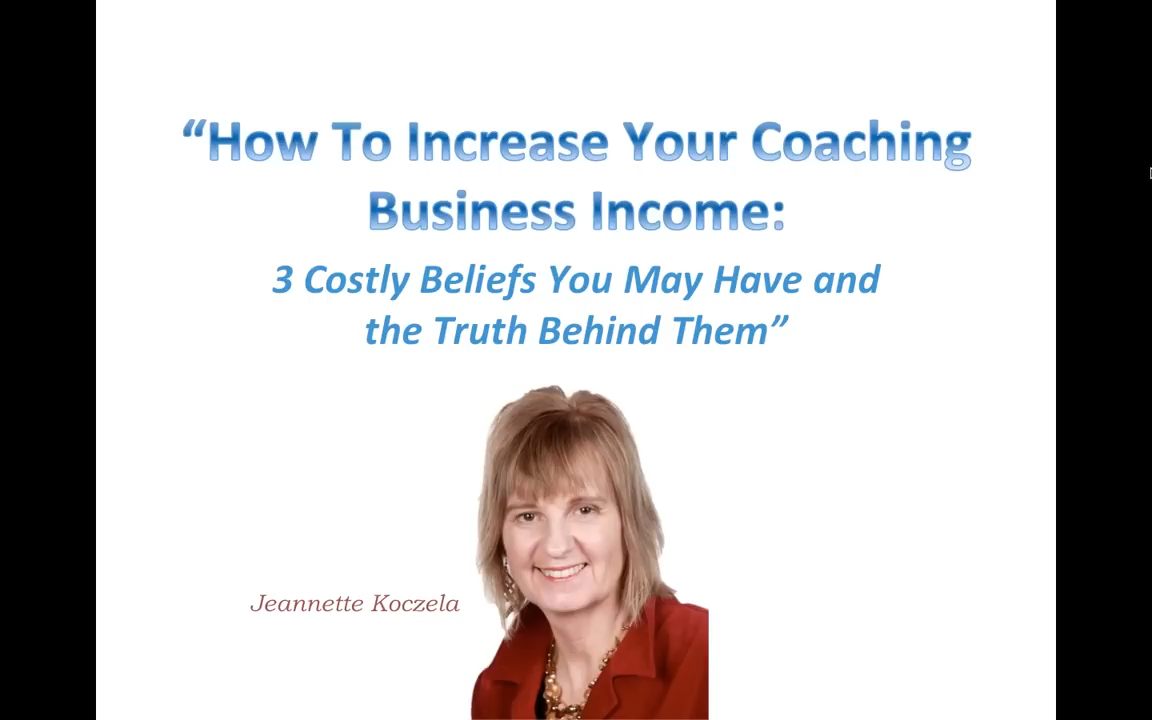 “How To Increase Your Coaching
Business Income:
3 Costly Beliefs You May Have and
the Truth Behind Them”
Jeannette Koczela